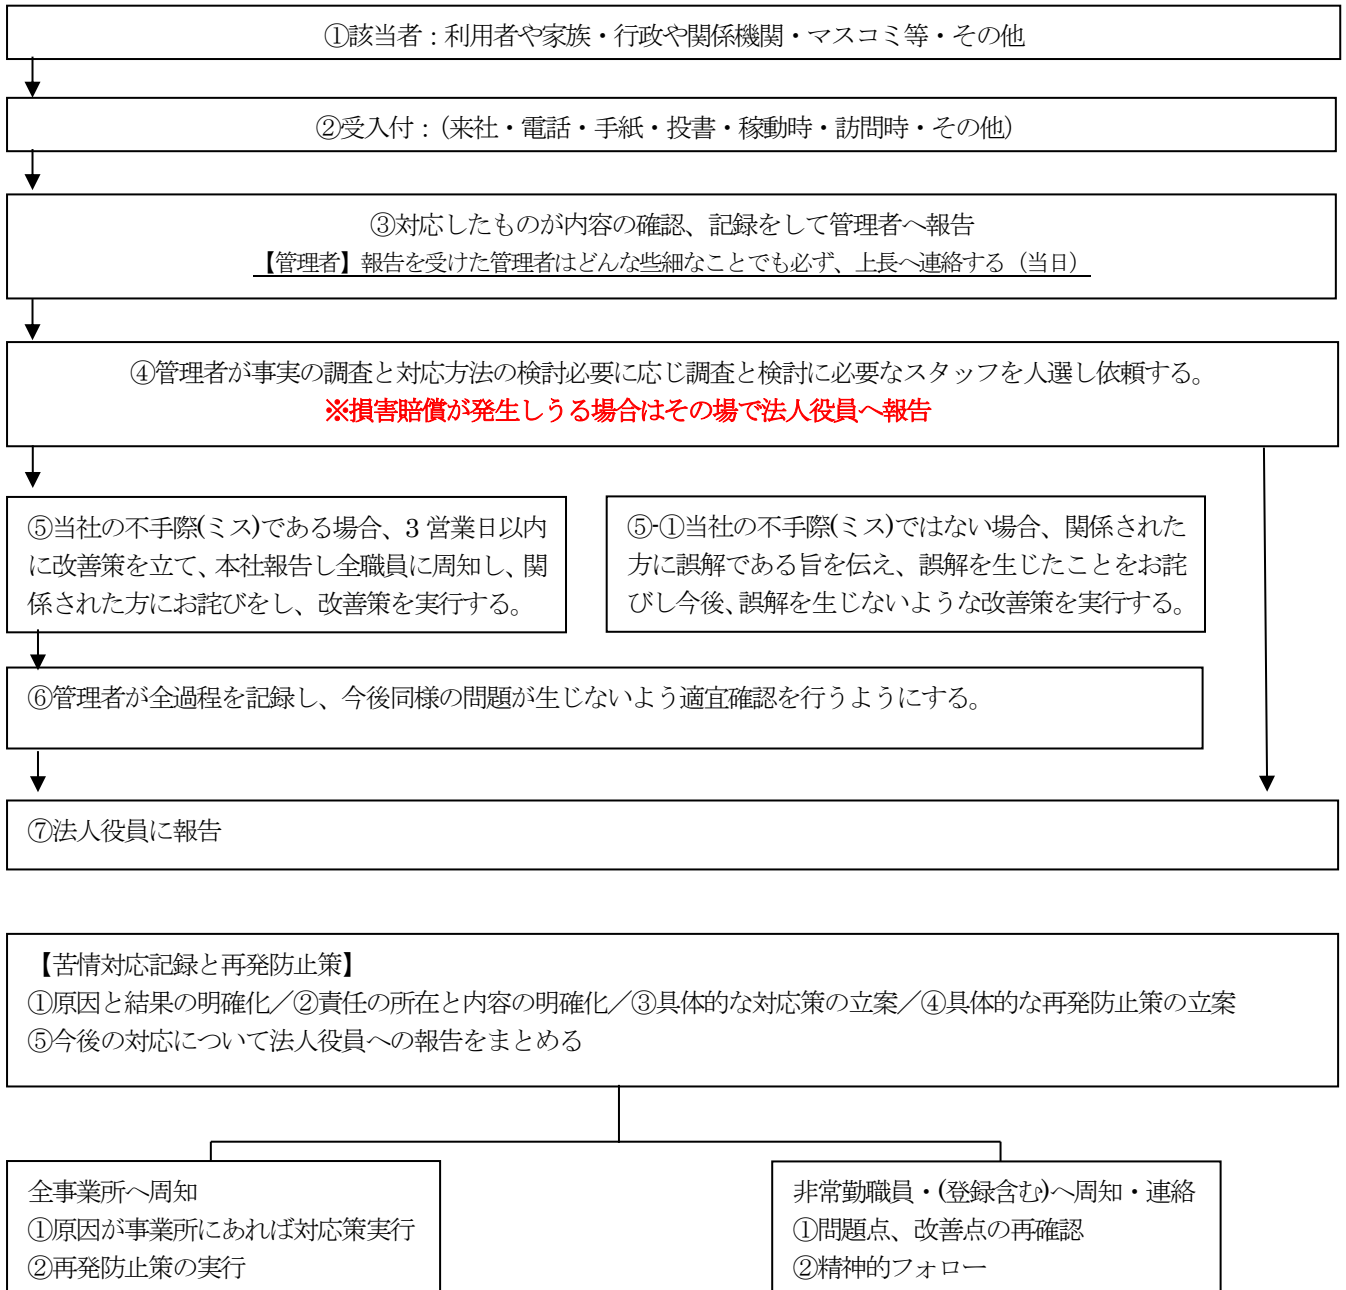 ①該当者：利用者や家族・行政や関係機関・マスコミ等・その他
②受入付：（来社・電話・手紙・投書・稼動時・訪問時・その他）
③対応したものが内容の確認、記録をして管理者へ報告
【管理者】報告を受けた管理者はどんな些細なことでも必ず、上長へ連絡する（当日）
④管理者が事実の調査と対応方法の検討必要に応じ調査と検討に必要なスタッフを人選し依頼する。
※損害賠償が発生しうる場合はその場で法人役員へ報告
⑤当社の不手際(ミス)である場合、3 営業日以内
に改善策を立て、本社報告し全職員に周知し、関
係された方にお詫びをし、改善策を実行する。
⑤-①当社の不手際(ミス)ではない場合、関係された
方に誤解である旨を伝え、誤解を生じたことをお詫
びし今後、誤解を生じないような改善策を実行する。
⑥管理者が全過程を記録し、今後同様の問題が生じないよう適宜確認を行うようにする。
⑦法人役員に報告
【苦情対応記録と再発防止策】
①原因と結果の明確化／②責任の所在と内容の明確化／③具体的な対応策の立案／④具体的な再発防止策の立案
⑤今後の対応について法人役員への報告をまとめる
全事業所へ周知
①原因が事業所にあれば対応策実行
②再発防止策の実行
非常勤職員・(登録含む)へ周知・連絡
①問題点、改善点の再確認
②精神的フォロー